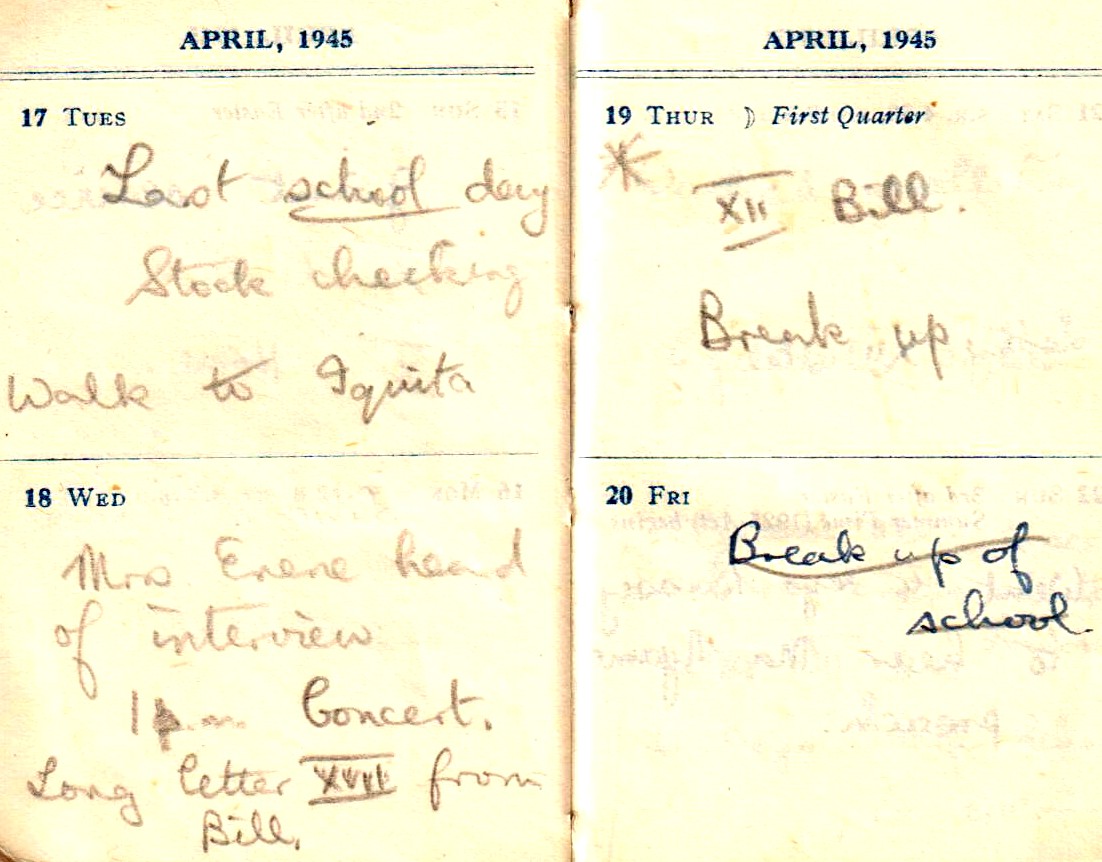 APRIL, 1945
17 TUES
Last school day
Stock checking
Walk to Iquita
18 WED
Mrs heard
of interview
1 p.m. Concert.
Long letter XVII from
Bill.
APRIL, 1945
19 THUR ☽ First Quarter
XII Bill.
Break up
20 FRI
Break up of
school.